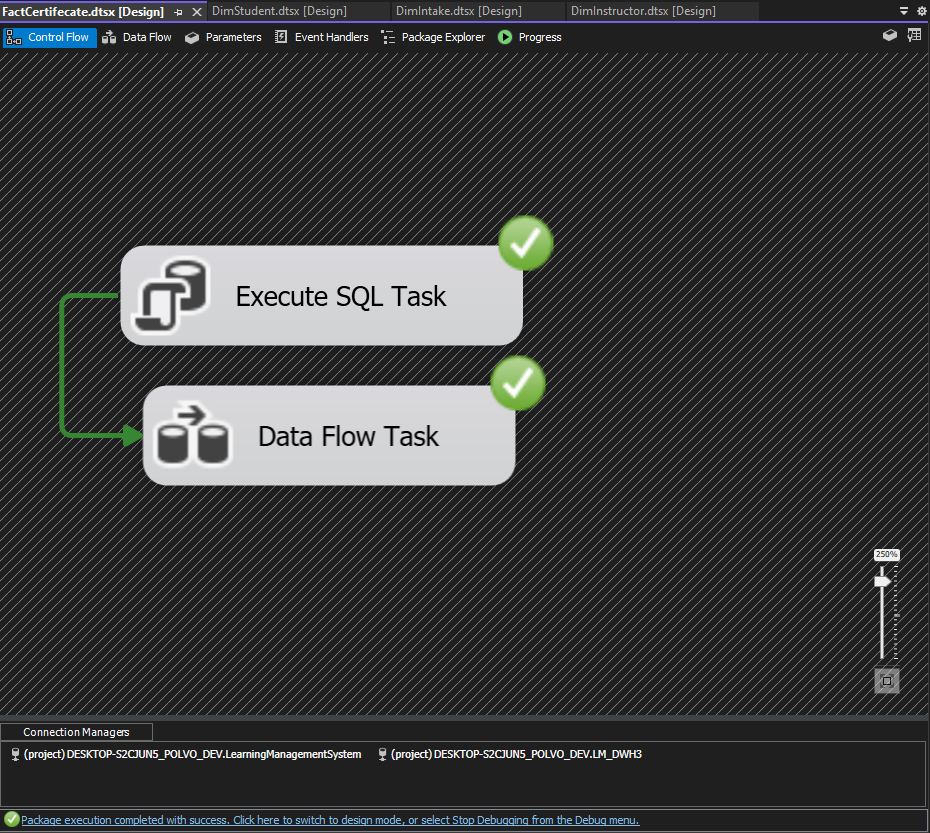 FactCertifecate.dtsx [Design] DimStudent.dtsx [Design] DimIntake.dtsx [Design] DimInstructor.dtsx [Design]
Control Flow Data Flow Parameters Event Handlers Package Explorer Progress
Execute SQL Task
Data Flow Task
250%
Connection Managers
(project) DESKTOP-S2CJUN5_POLVO_DEV.LearningManagementSystem (project) DESKTOP-S2CJUN5_POLVO_DEV.LM_DWH3
Package execution completed with success. Click here to switch to design mode, or select Stop Debugging from the Debug menu.